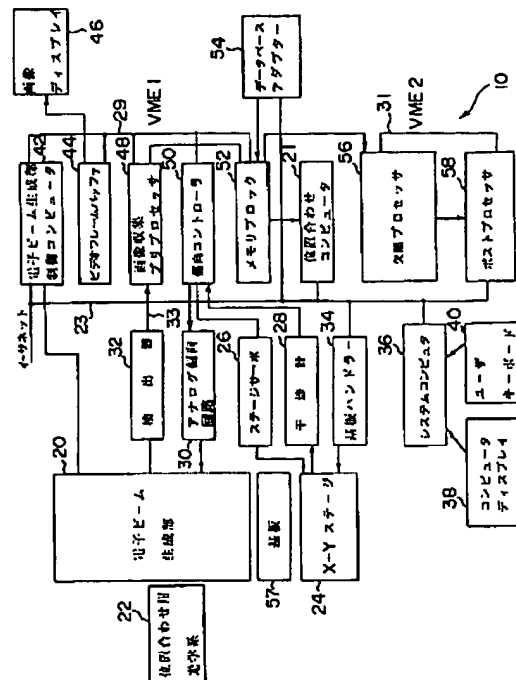 画像
ディスプレイ
46
54
データベース
アダプター
VME 1
29
42
電子ビーム生成部
制御コンピュータ
44
ビデオフレームバッファ
48
画像収集
プリプロセッサ
50
偏向コントローラ
52
メモリブロック
21
位置合わせ
コンピュータ
VME 2
31
10
56
欠陥プロセッサ
58
ポストプロセッサ
イーサネット
23
32
検出器
33
アナログ偏向
回路
30
26
ステージサーボ
28
干渉計
34
基板ハンドラー
36
システムコンピュータ
40
ユーザ
キーボード
38
コンピュータ
ディスプレイ
20
電子ビーム
生成部
基板
57
X-Yステージ
24
22
位置合わせ用
光学系